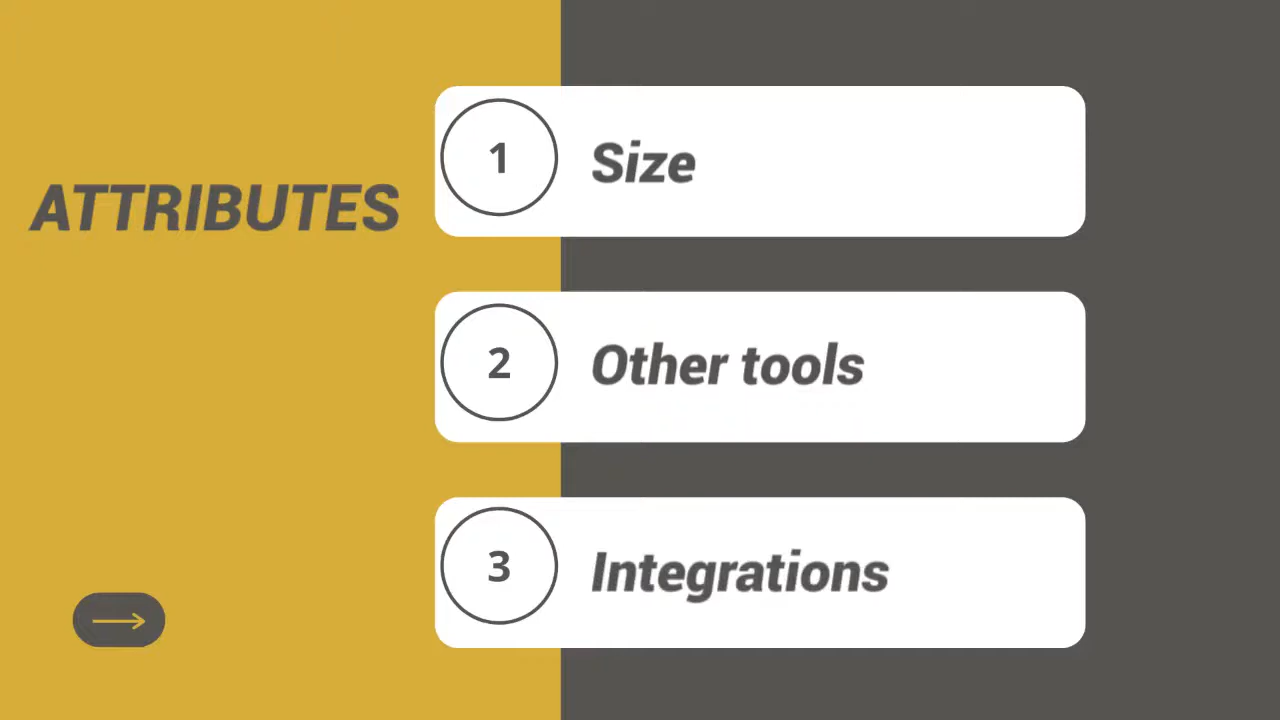 ATTRIBUTES
1
Size
2
Other tools
3
Integrations